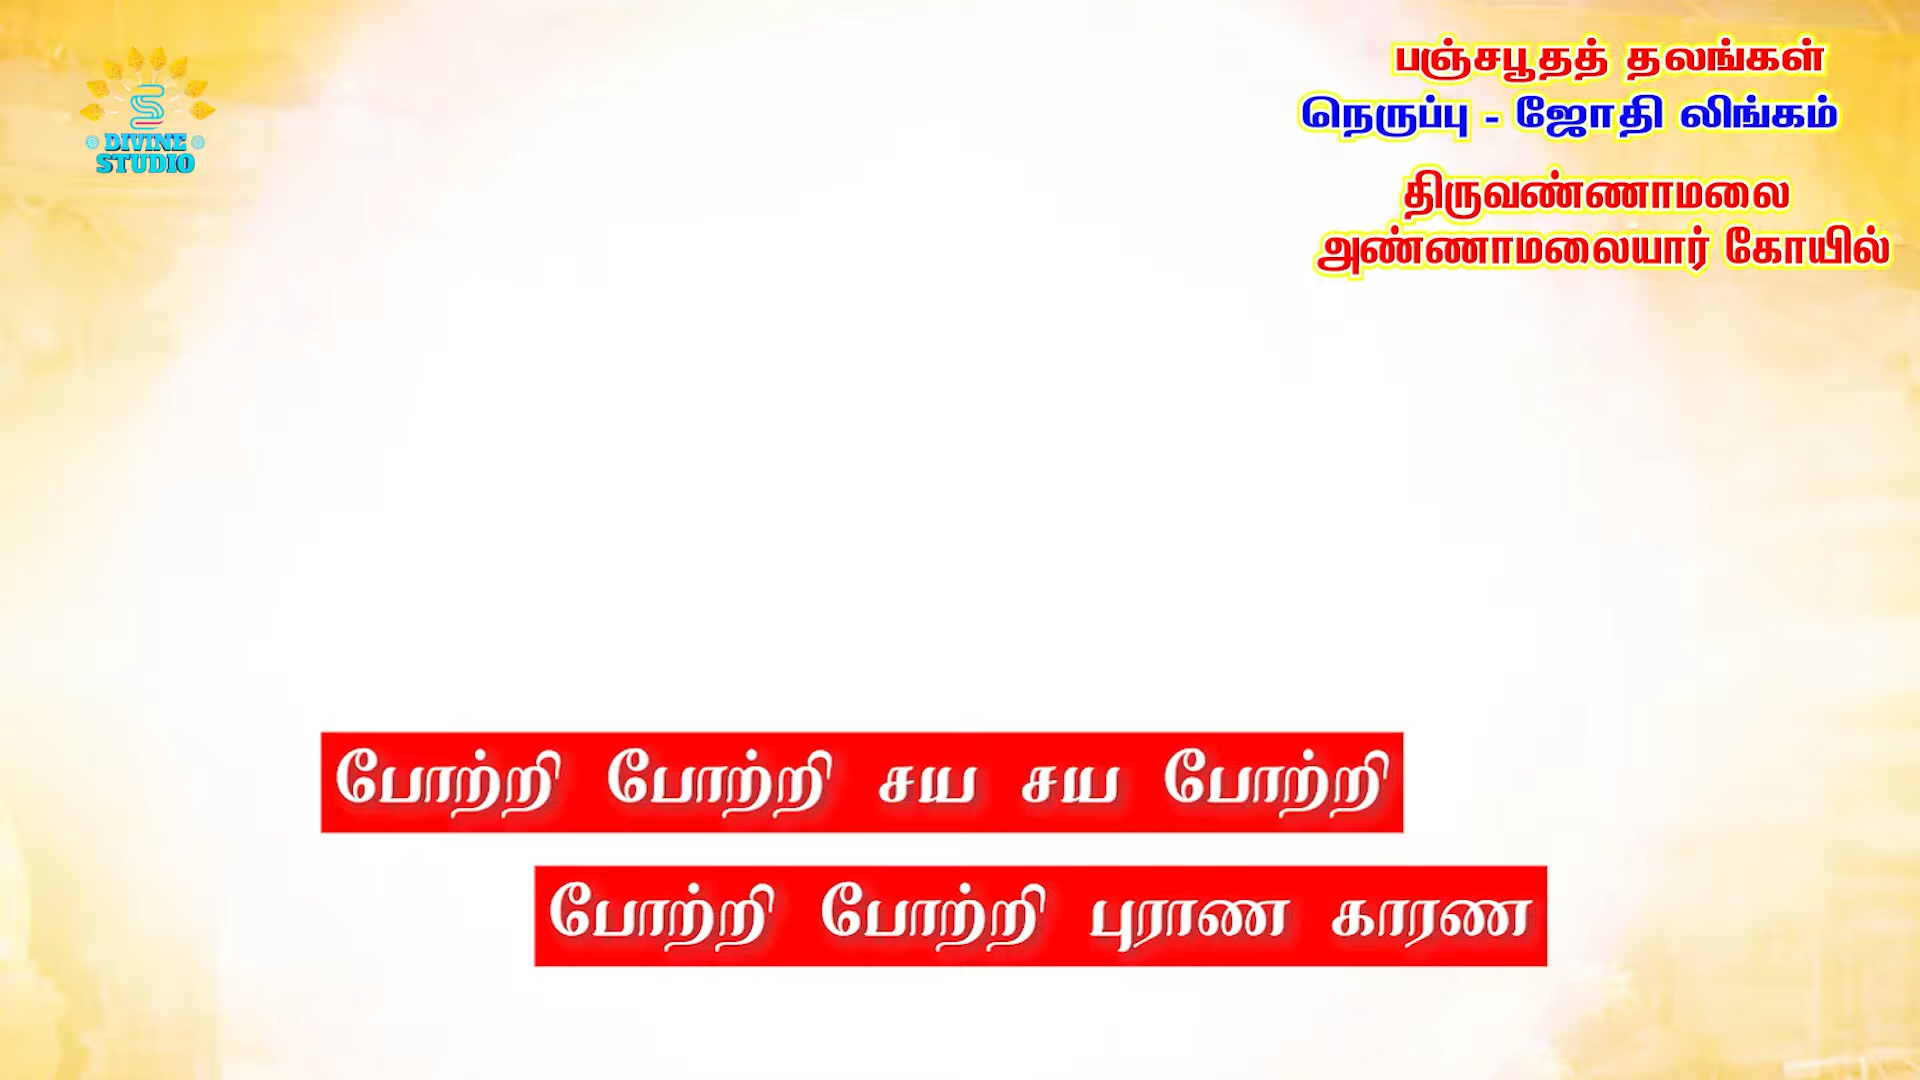 DIVINE
STUDIO
பஞ்சபூதத் தலங்கள்
நெருப்பு - ஜோதி லிங்கம்
திருவண்ணாமலை
அண்ணாமலையார் கோயில்
போற்றி போற்றி சய சய போற்றி
போற்றி போற்றி புராண காரண